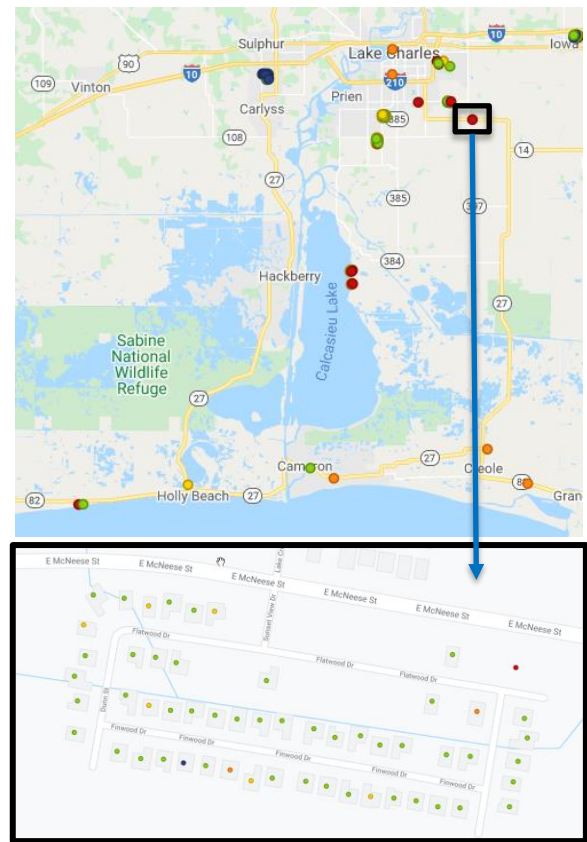 Sulphur
10
Lake Charles
Iowa
90
10
109
Vinton
210
Prien
Carlyss
385
108
14
27
385
397
384
Hackberry
Calcasieu Lake
27
Sabine
National
Wildlife
Refuge
27
Cameron
27
Creole
82
Holly Beach
27
Gran
E McNeese St
E McNeese St
E McNeese St
E McNeese St
E McNeese St
E McNeese St
Sunset View Dr
Flatwood Dr
Flatwood Dr
Flatwood Dr
Dunn St
Finwood Dr
Finwood Dr
Finwood Dr
Finwood Dr